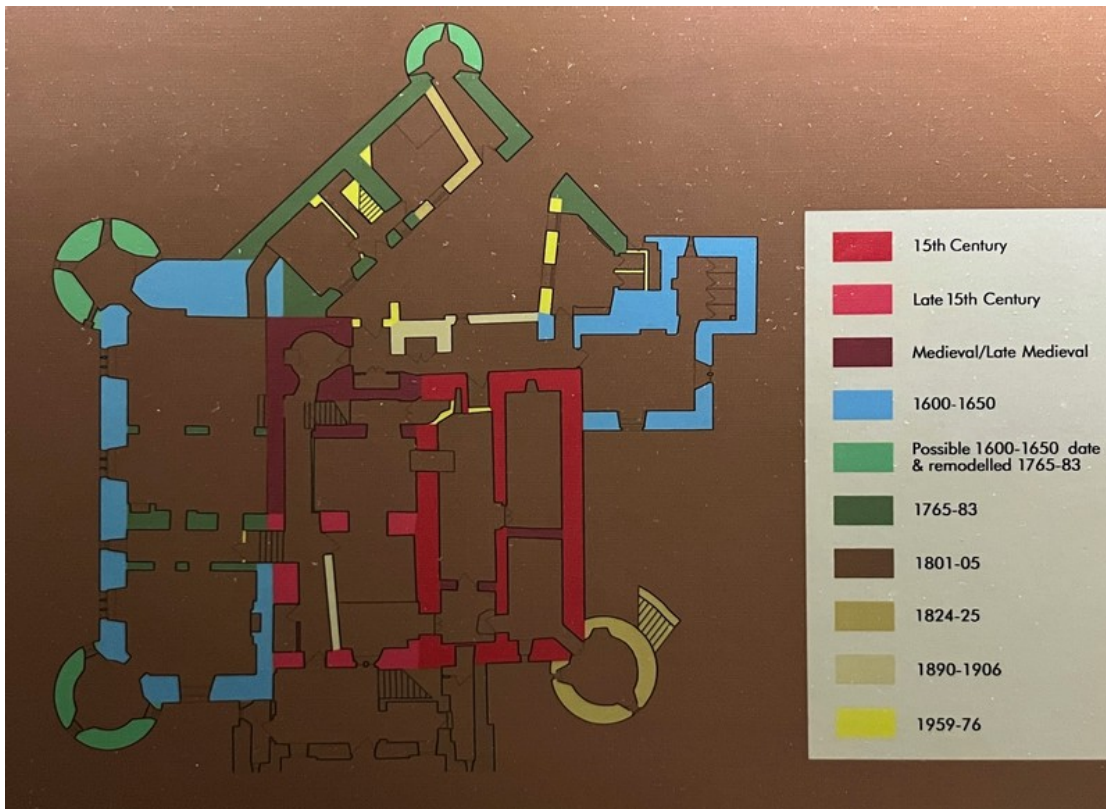 15th Century
Late 15th Century
Medieval/Late Medieval
1600-1650
Possible 1600-1650 date
& remodelled 1765-83
1765-83
1801-05
1824-25
1890-1906
1959-76